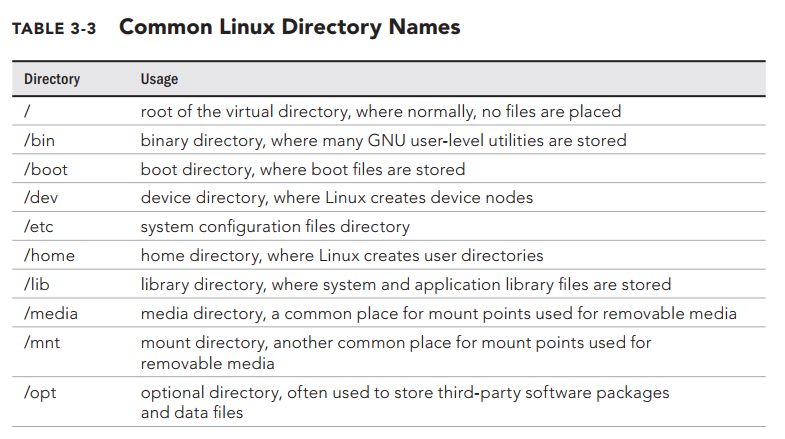 TABLE 3-3 Common Linux Directory Names
Directory Usage
/ root of the virtual directory, where normally, no files are placed
/bin binary directory, where many GNU user-level utilities are stored
/boot boot directory, where boot files are stored
/dev device directory, where Linux creates device nodes
/etc system configuration files directory
/home home directory, where Linux creates user directories
/lib library directory, where system and application library files are stored
/media media directory, a common place for mount points used for removable media
/mnt mount directory, another common place for mount points used for
removable media
/opt optional directory, often used to store third-party software packages
and data files